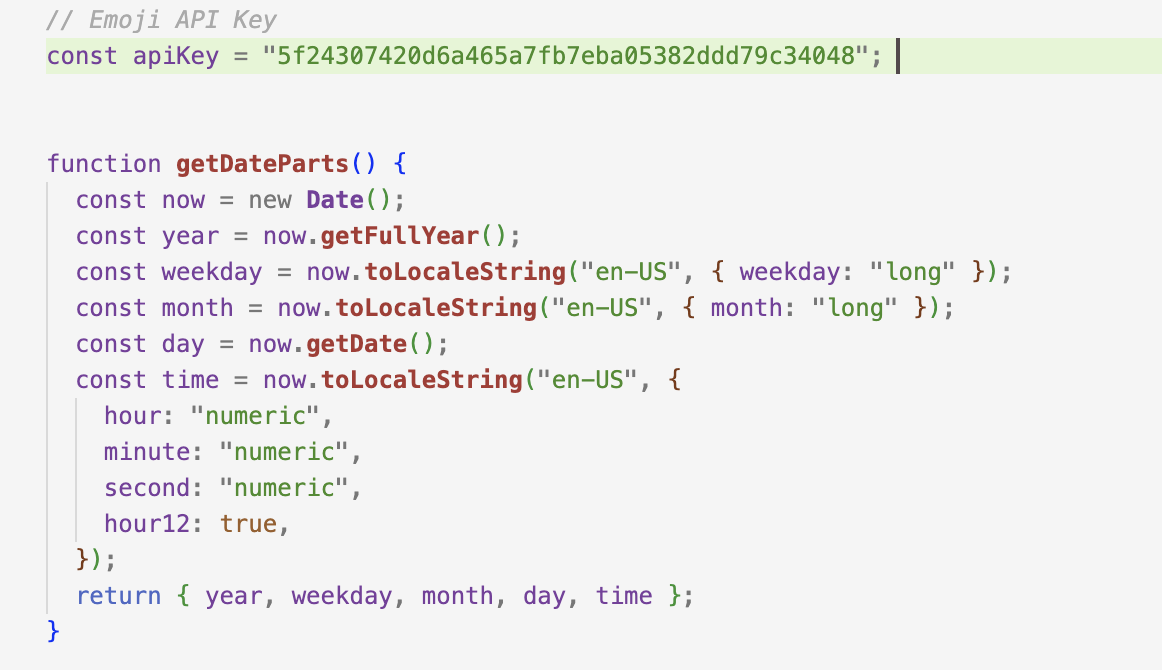 // Emoji API Key
const apiKey = "5f24307420d6a465a7fb7eba05382ddd79c34048";
function getDateParts() {
const now = new Date();
const year = now.getFullYear();
const weekday = now.toLocaleString("en-US", { weekday: "long" });
const month = now.toLocaleString("en-US", { month: "long" });
const day = now.getDate();
const time = now.toLocaleString("en-US", {
hour: "numeric",
minute: "numeric",
second: "numeric",
hour12: true,
});
return { year, weekday, month, day, time };
}